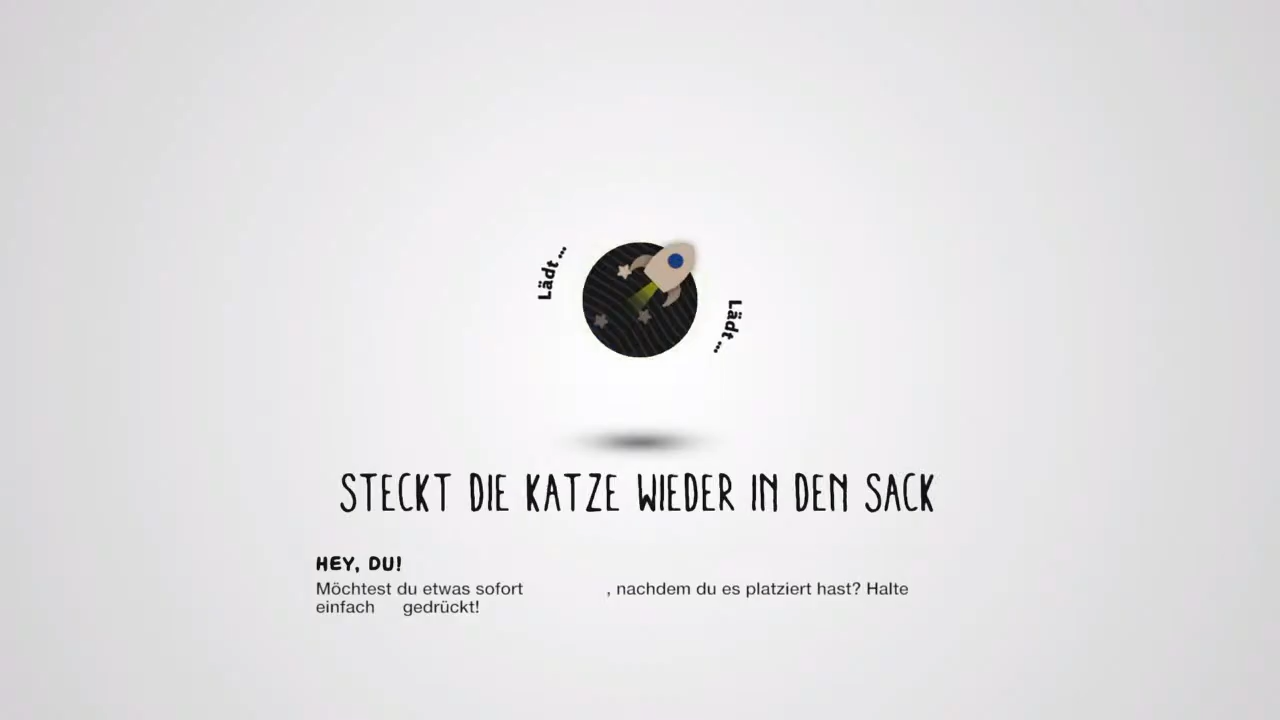 Lädt...
Lädt...
STECKT DIE KATZE WIEDER IN DEN SACK
HEY, DU!
Möchtest du etwas sofort , nachdem du es platziert hast? Halte
einfach gedrückt!